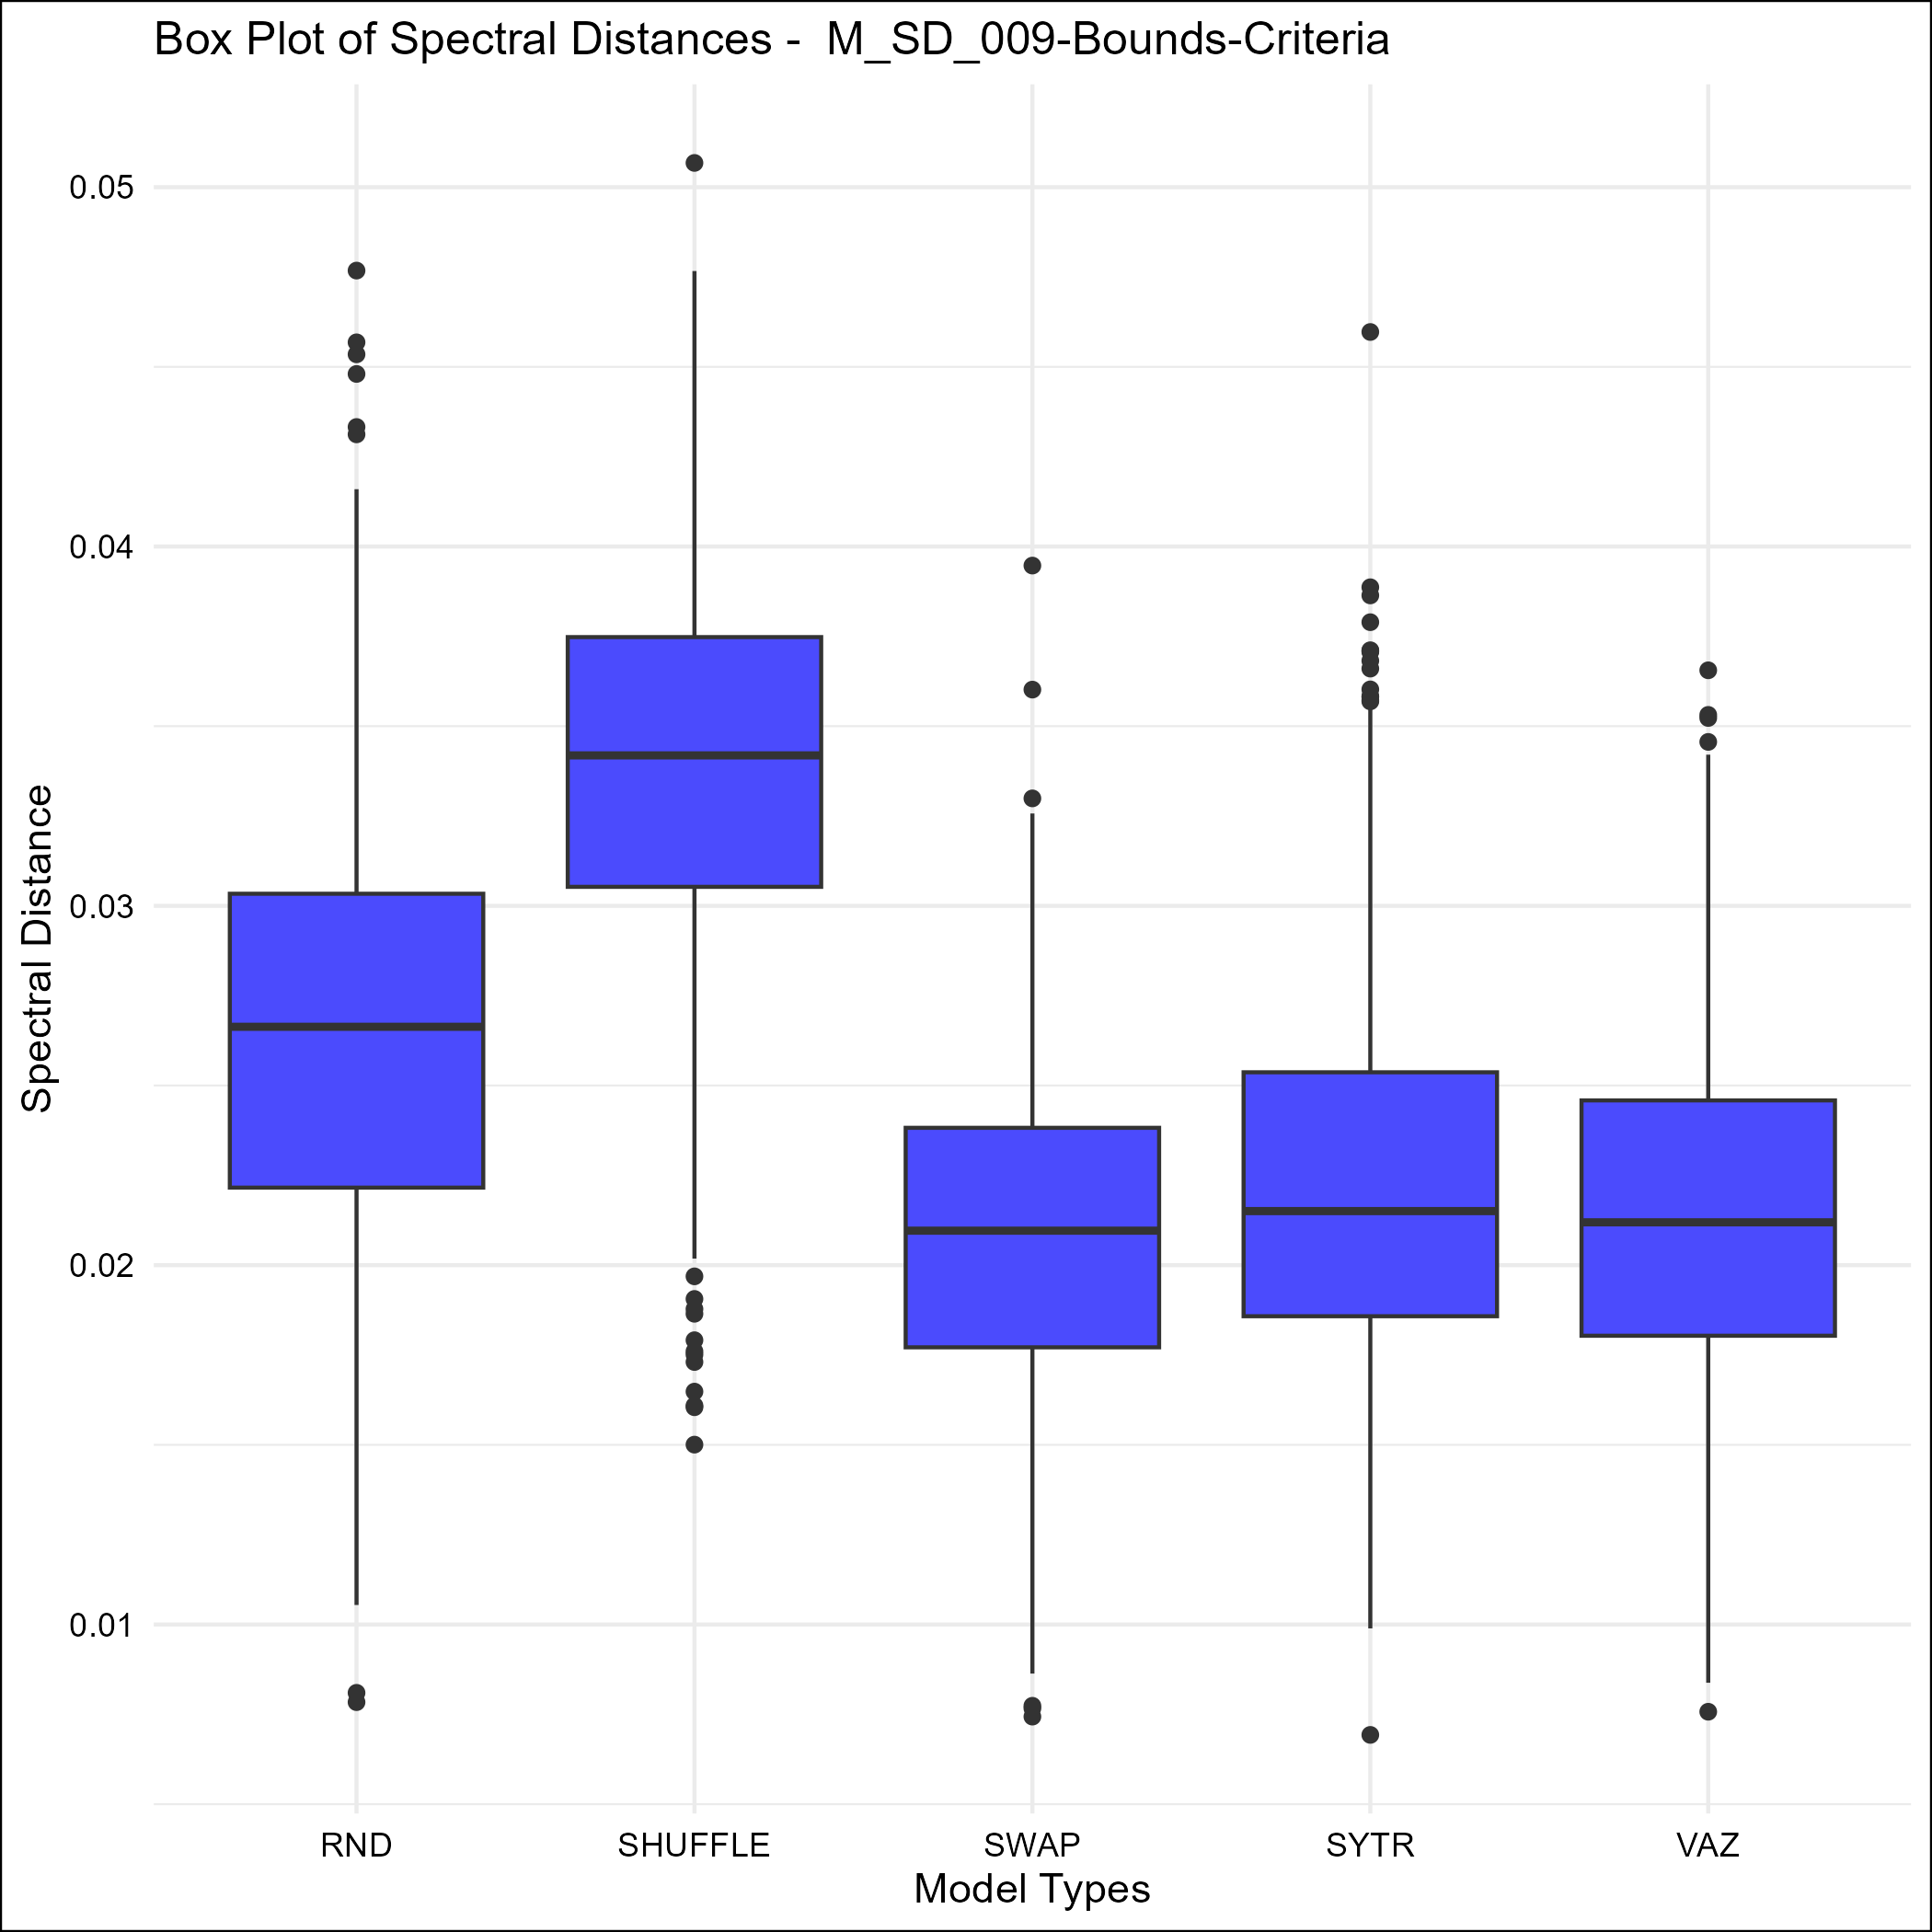 Box Plot of Spectral Distances -  M_SD_009-Bounds-Criteria
Spectral Distance
0.05
0.04
0.03
0.02
0.01
RND SHUFFLE SWAP SYTR VAZ
Model Types